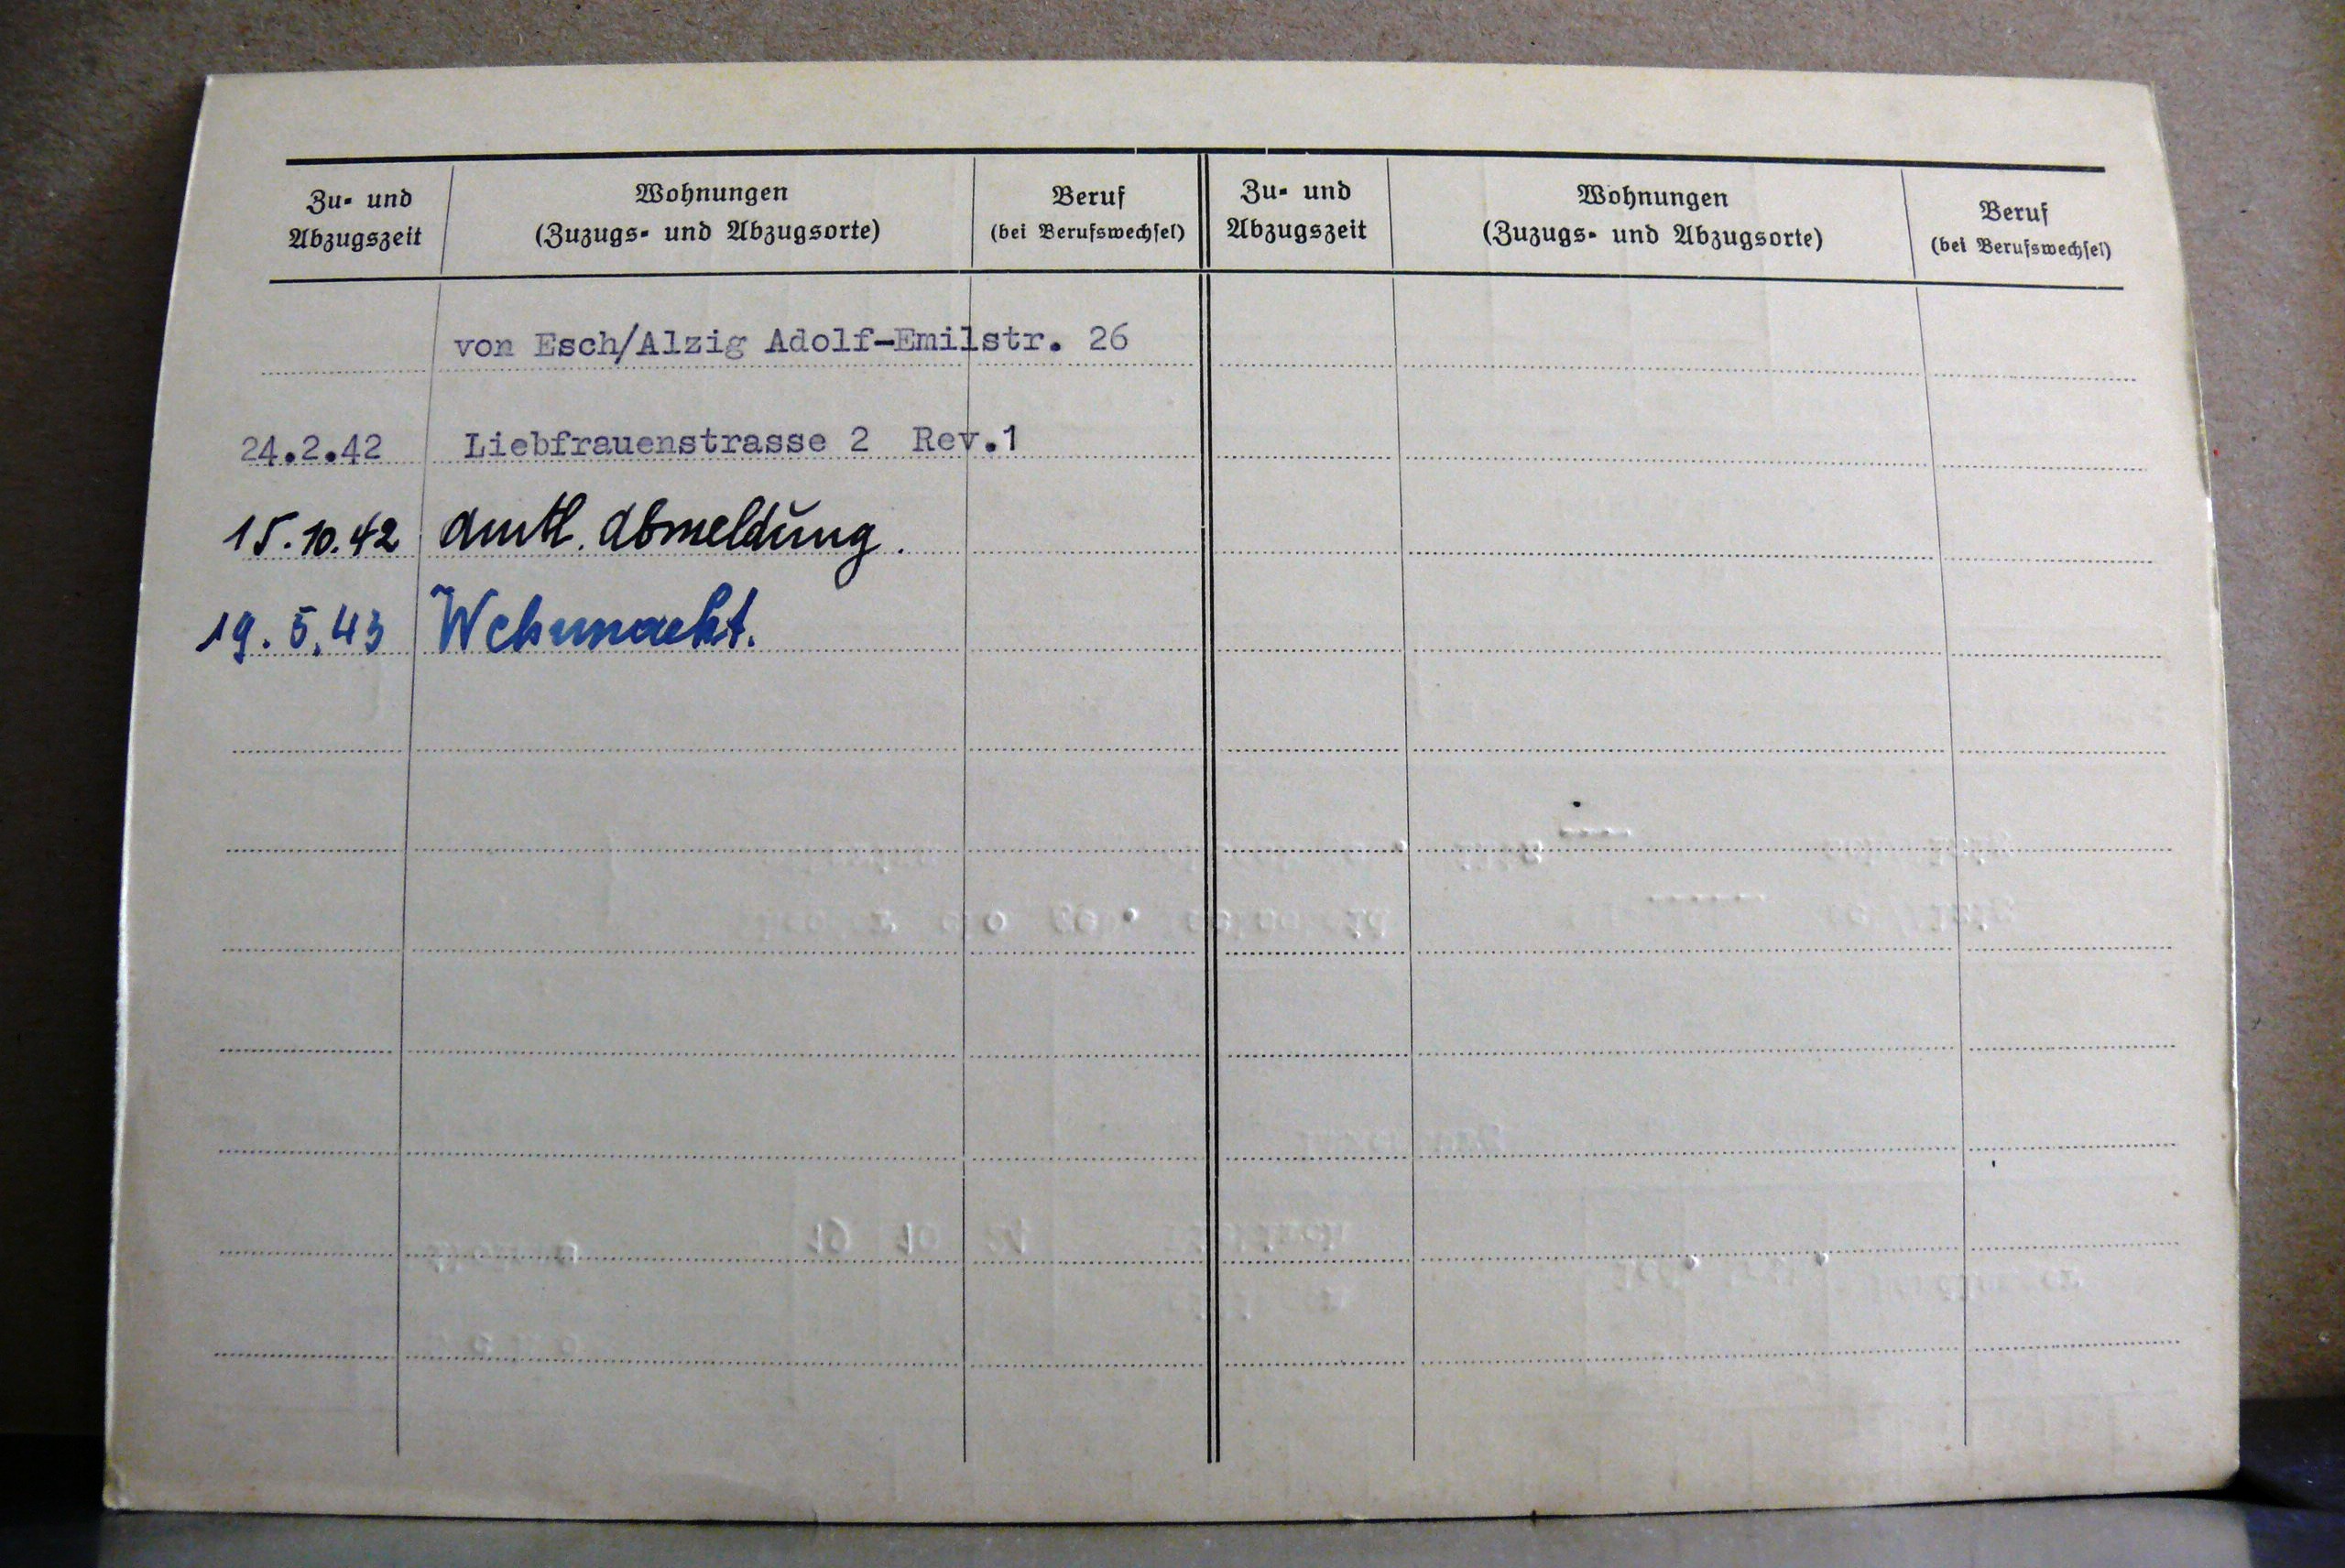 Zu- und Abzugszeit
Wohnungen
(Zuzugs- und Abzugsorte)
Beruf
(bei Berufswechsel)
Zu- und Abzugszeit
Wohnungen
(Zuzugs- und Abzugsorte)
Beruf
(bei Berufswechsel)
von Esch/Alzig Adolf-Emilstr. 26
24.2.42 Liebfrauenstrasse 2 Rev.1
15.10.42 Amtl. Abmeldung.
19.5.43 Wehrmacht.